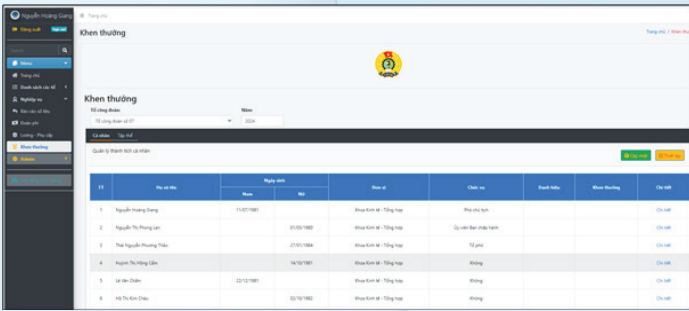 Nguyễn Hoàng Giang
Trang chủ
Đăng xuất
Khen thưởng
Trang chủ / Khen thư
Search
Menu
Trang chủ
Danh sách các tổ
Nghiệp vụ
Báo cáo số liệu
Đoàn phí
Lương - Phụ cấp
Khen thưởng
Admin
Khen thưởng
Tổ công đoàn:
Năm:
Tổ công đoàn số 07
2024
Cá nhân Tập thể
Quản lý thành tích cá nhân
Cập nhật
TT Họ và tên Ngày sinh Đơn vị Chức vụ Danh hiệu Khen thưởng Chi tiết
Nam Nữ
1 Nguyễn Hoàng Giang 11/07/1981 Khoa Kinh tế - Tổng hợp Phó chủ tịch Chi tiết
2 Nguyễn Thị Phong Lan 31/05/1980 Khoa Kinh tế - Tổng hợp Ủy viên Ban chấp hành Chi tiết
3 Thái Nguyễn Phương Thảo 27/01/1984 Khoa Kinh tế - Tổng hợp Tổ phó Chi tiết
4 Huỳnh Thị Hồng Cẩm 14/10/1981 Khoa Kinh tế - Tổng hợp Không Chi tiết
5 Lê Văn Chiến 22/12/1981 Khoa Kinh tế - Tổng hợp Không Chi tiết
6 Hồ Thị Kim Châu 02/10/1982 Khoa Kinh tế - Tổng hợp Không Chi tiết